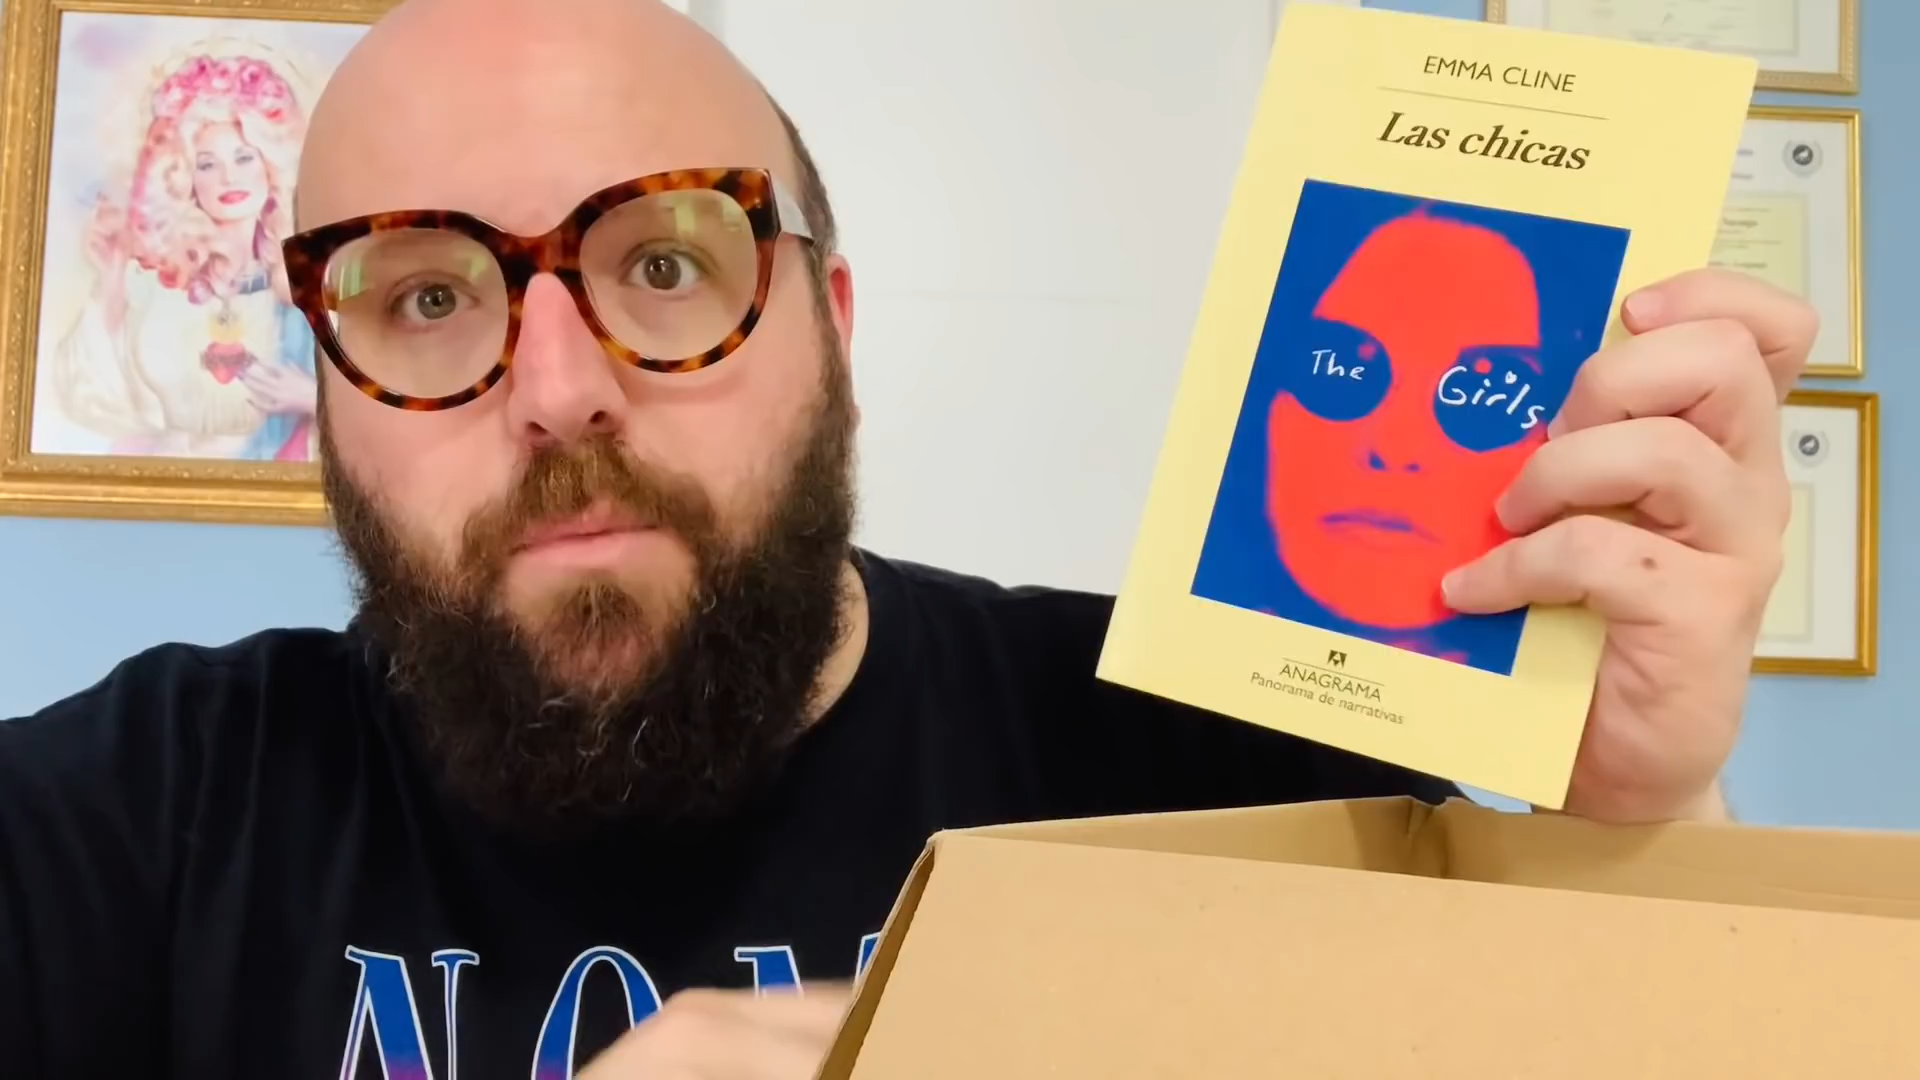 EMMA CLINE
Las chicas
The Girls
ANAGRAMA
Panorama de narrativas